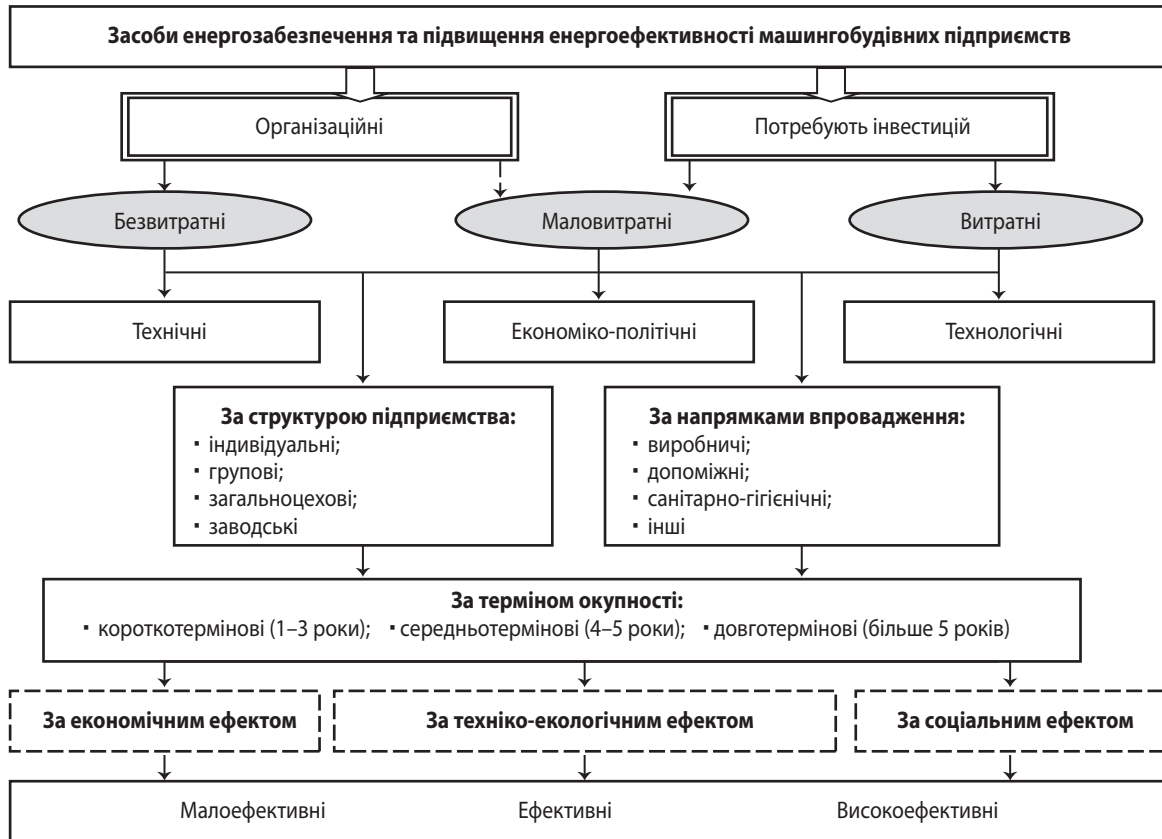 Засоби енергозабезпечення та підвищення енергоефективності машингобудівних підприємств
Організаційні
Потребують інвестицій
Безвитратні
Маловитратні
Витратні
Технічні
Економіко-політичні
Технологічні
За структурою підприємства:
▪ індивідуальні;
▪ групові;
▪ загальноцехові;
▪ заводські
За напрямками впровадження:
▪ виробничі;
▪ допоміжні;
▪ санітарно-гігієнічні;
▪ інші
За терміном окупності:
▪ короткотермінові (1–3 роки); ▪ середньотермінові (4–5 роки); ▪ довготермінові (більше 5 років)
За економічним ефектом
За техніко-екологічним ефектом
За соціальним ефектом
Малоефективні
Ефективні
Високоефективні